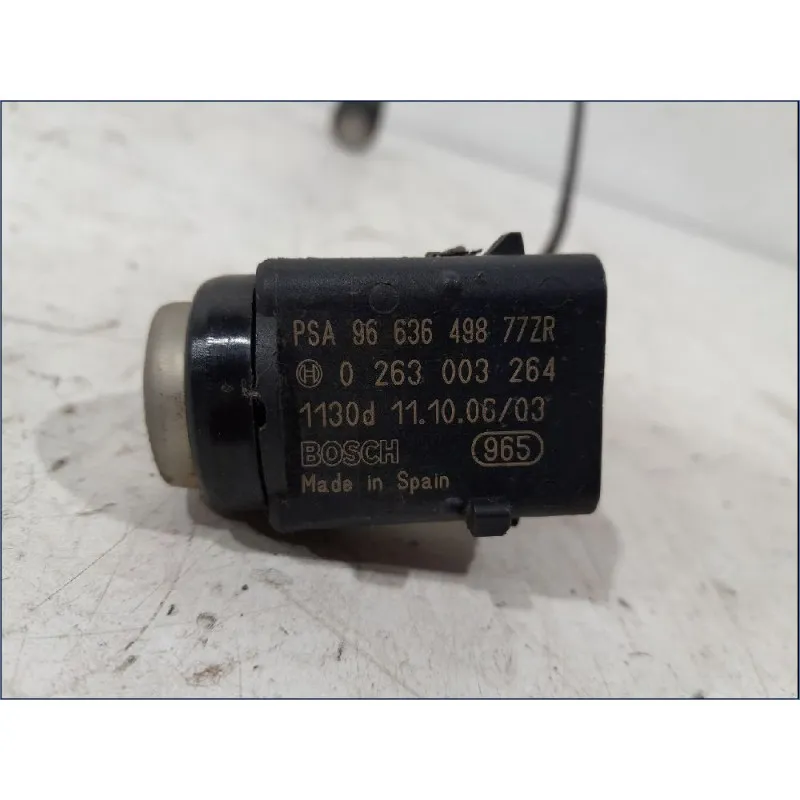 PSA 96 636 498 77ZR
0 263 003 264
1130d 11.10.06/03
BOSCH 965
Made in Spain